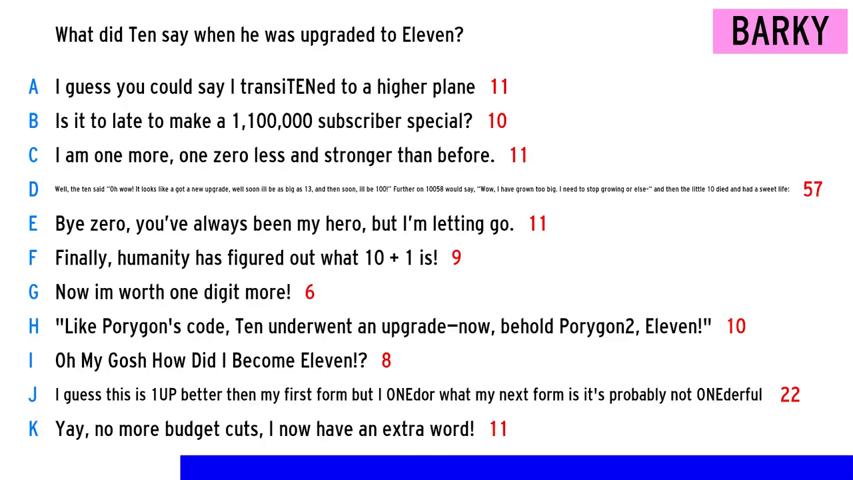 What did Ten say when he was upgraded to Eleven?
BARKY
A I guess you could say I transiTENed to a higher plane 11
B Is it to late to make a 1,100,000 subscriber special? 10
C I am one more, one zero less and stronger than before. 11
D Well, the ten said "Oh wow! It looks like a got a new upgrade, well soon ill be as big as 13, and then soon, ill be 100!" Further on 10058 would say, "Wow, I have grown too big. I need to stop growing or else-" and then the little 10 died and had a sweet life: 57
E Bye zero, you've always been my hero, but I'm letting go. 11
F Finally, humanity has figured out what 10 + 1 is! 9
G Now im worth one digit more! 6
H "Like Porygon's code, Ten underwent an upgrade—now, behold Porygon2, Eleven!" 10
I Oh My Gosh How Did I Become Eleven!? 8
J I guess this is 1UP better then my first form but I ONEdor what my next form is it's probably not ONEderful 22
K Yay, no more budget cuts, I now have an extra word! 11